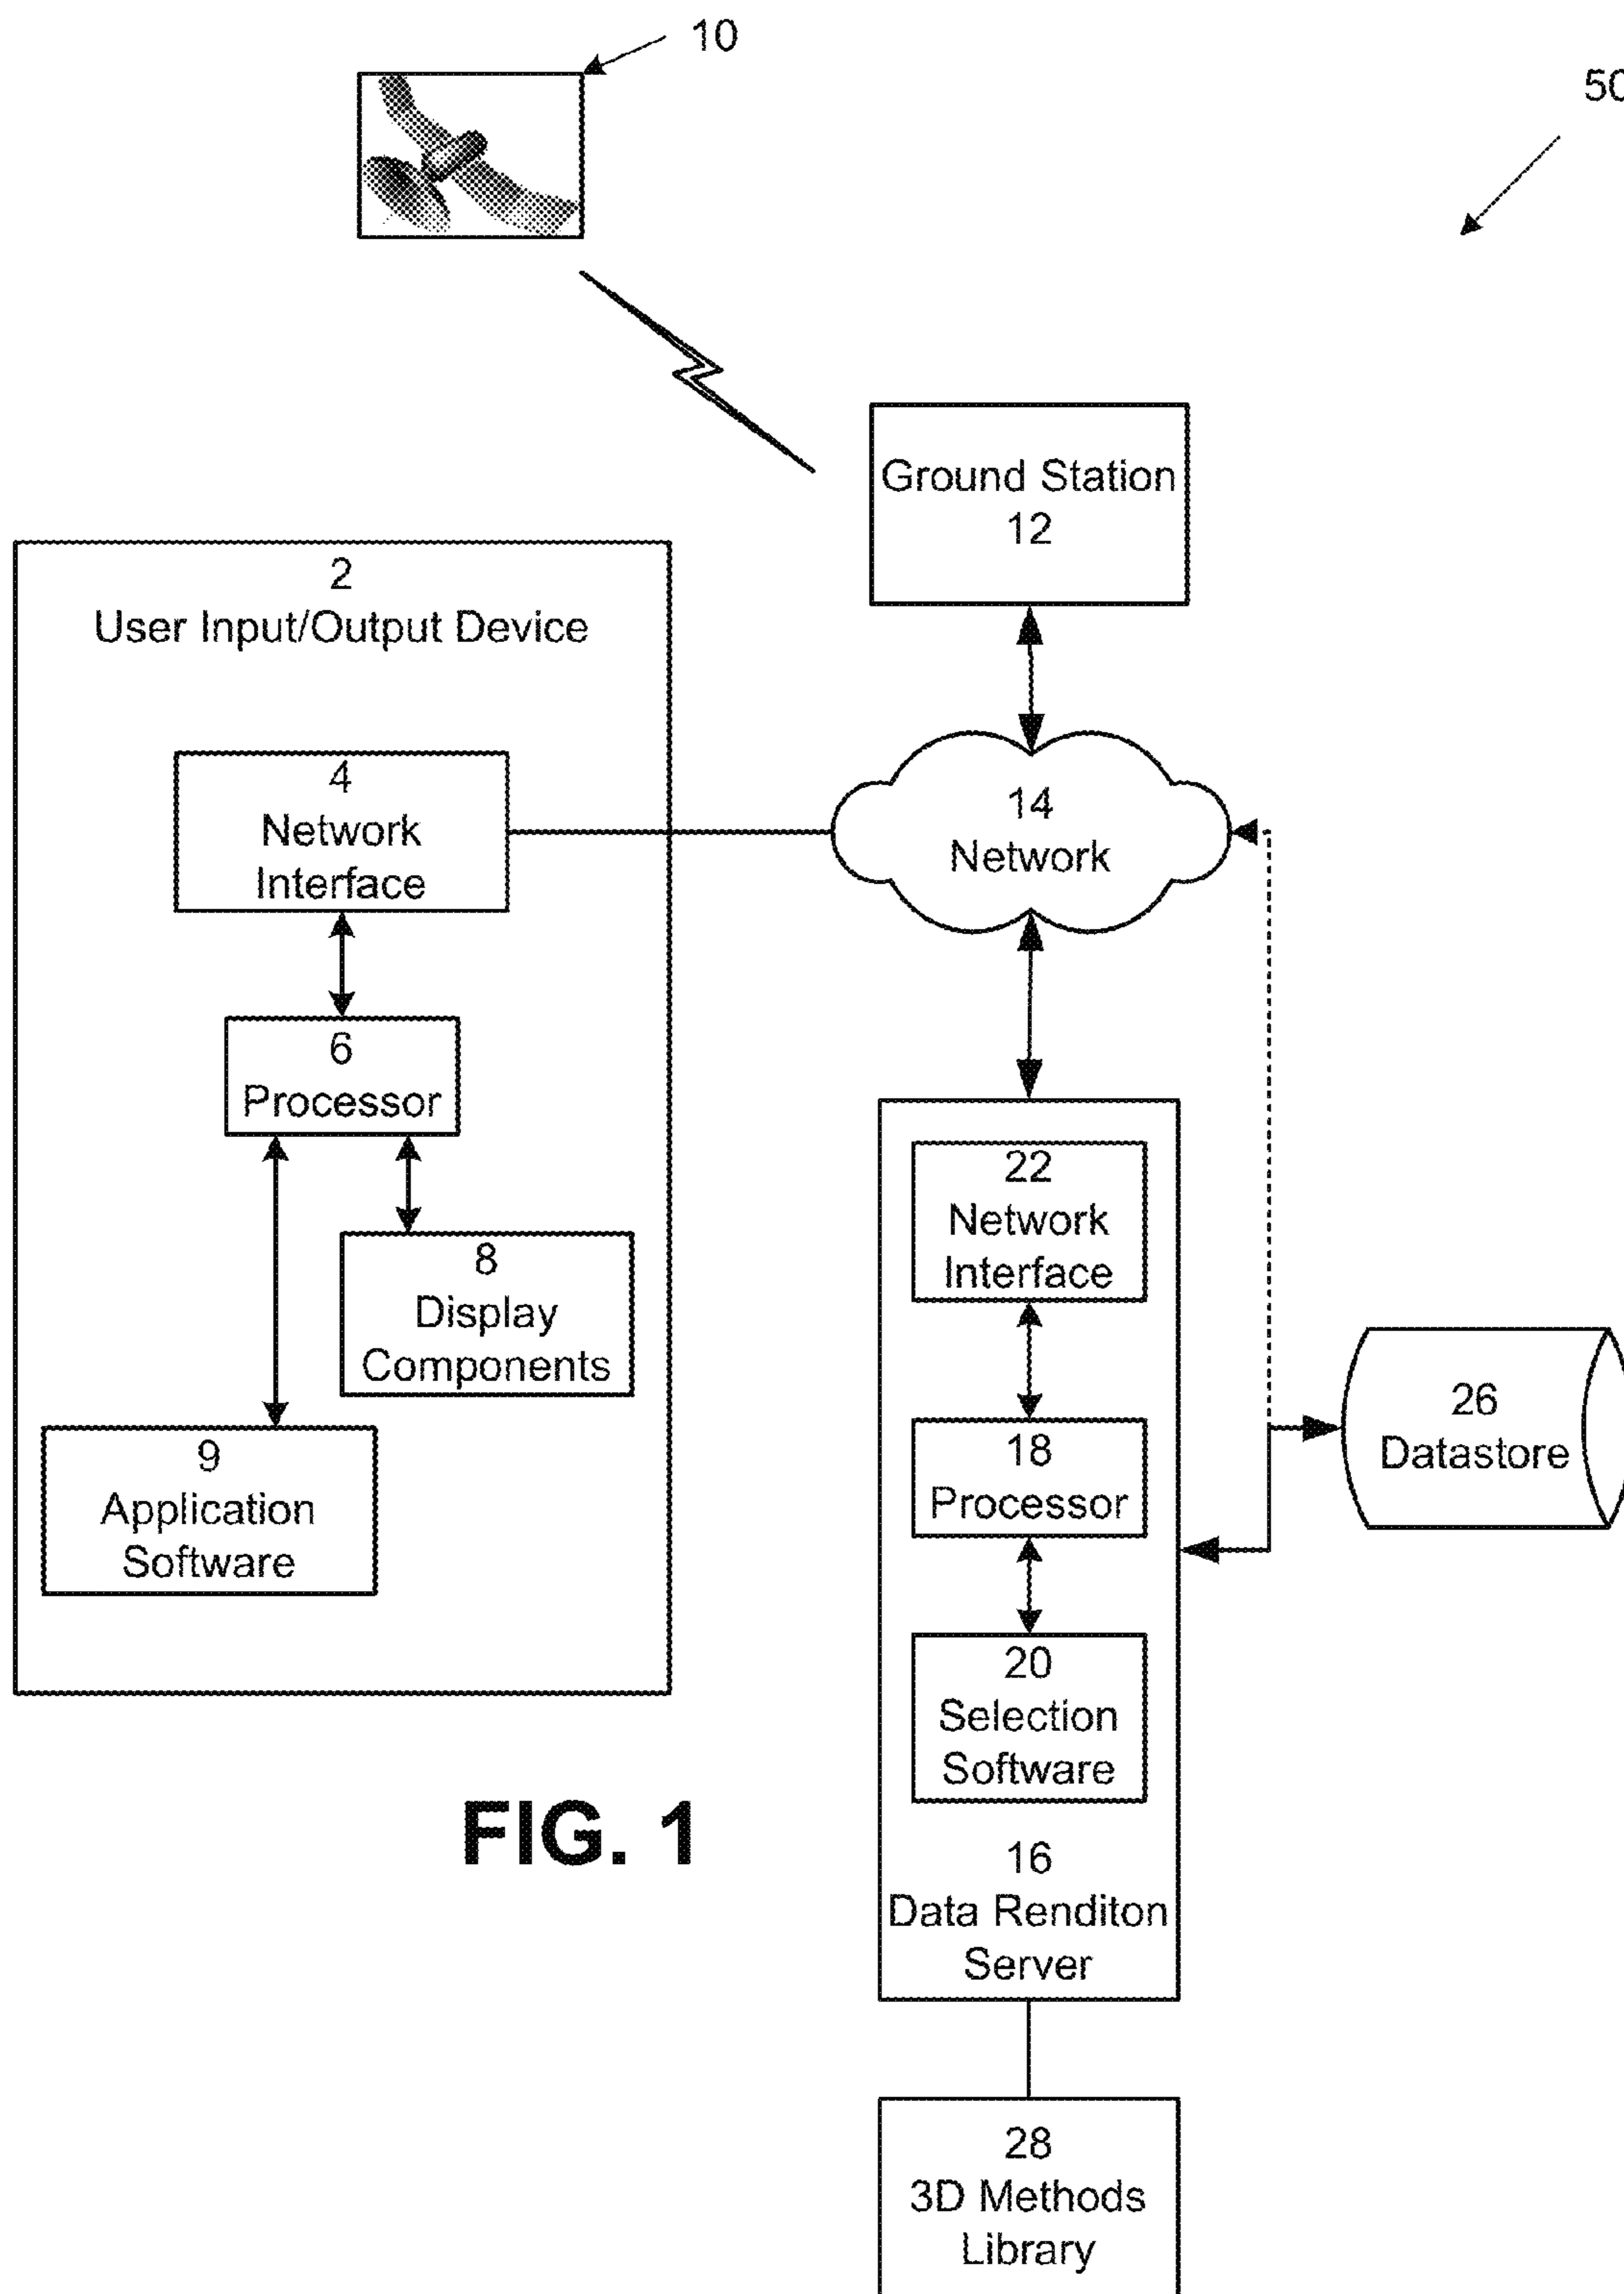 10
50
Ground Station
12
2
User Input/Output Device
4
Network
Interface
14
Network
6
Processor
22
Network
Interface
8
Display
Components
18
Processor
26
Datastore
9
Application
Software
20
Selection
Software
FIG. 1
16
Data Renditon
Server
28
3D Methods
Library